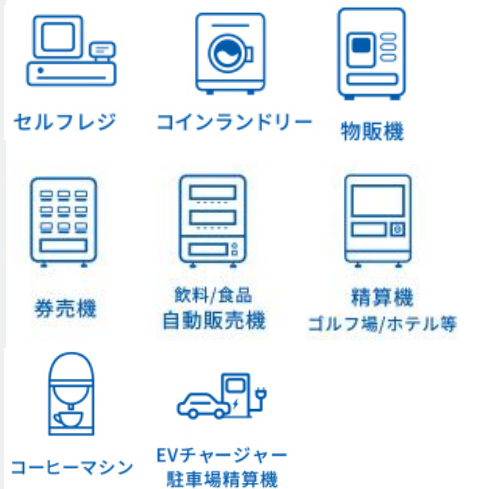 セルフレジ
コインランドリー
物販機
券売機
飲料/食品
自動販売機
精算機
ゴルフ場/ホテル等
コーヒーマシン
EVチャージャー
駐車場精算機